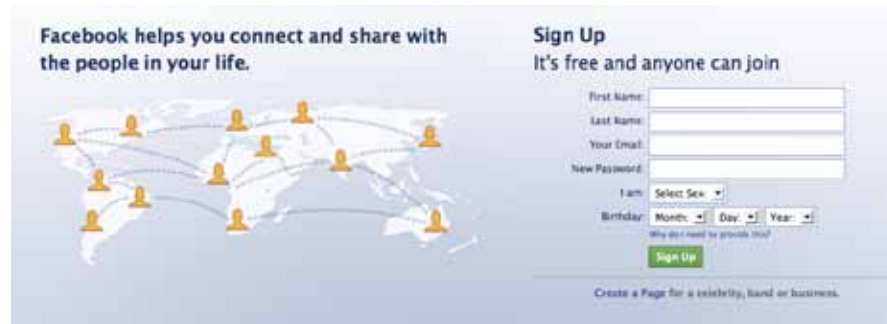 Facebook helps you connect and share with
the people in your life.
Sign Up
It's free and anyone can join
First Name:
Last Name:
Your Email:
New Password:
I am: Select Sex:
Birthday: Month: Day: Year:
Why do I need to provide this?
Sign Up
Create a Page for a celebrity, band or business.